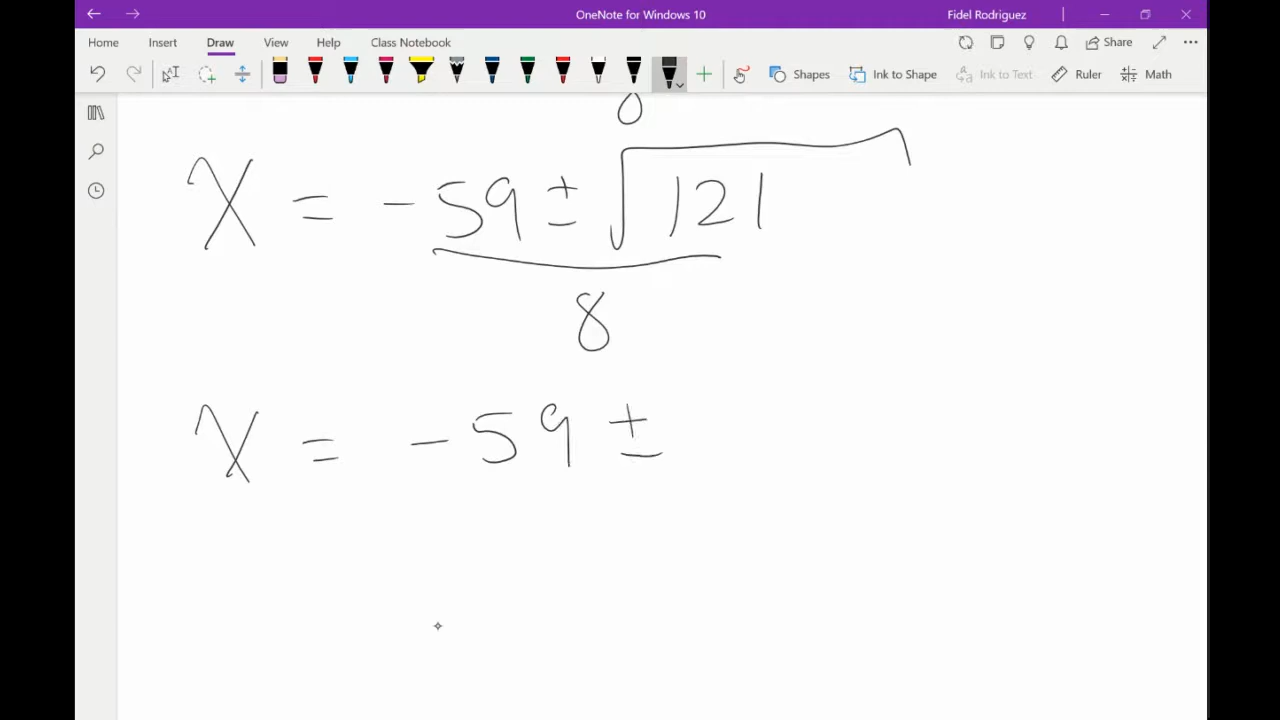 OneNote for Windows 10
Fidel Rodriguez
Home Insert Draw View Help Class Notebook
Share
Shapes Ink to Shape Ink to Text Ruler Math
X = - 59 ± √121
8
X = - 59 ±